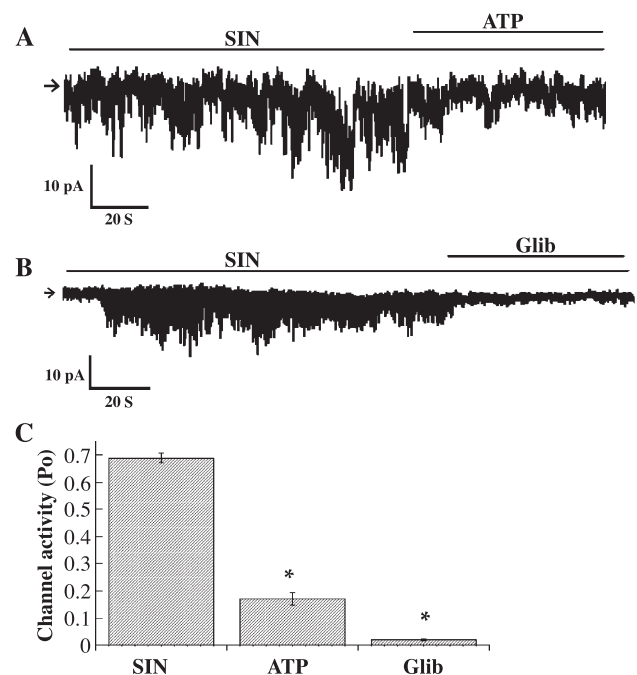 A
SIN
ATP
10 pA
20 S
B
SIN
Glib
10 pA
20 S
C
Channel activity (Po)
0.7
0.6
0.5
0.4
0.3
0.2
0.1
0
*
*
SIN
ATP
Glib